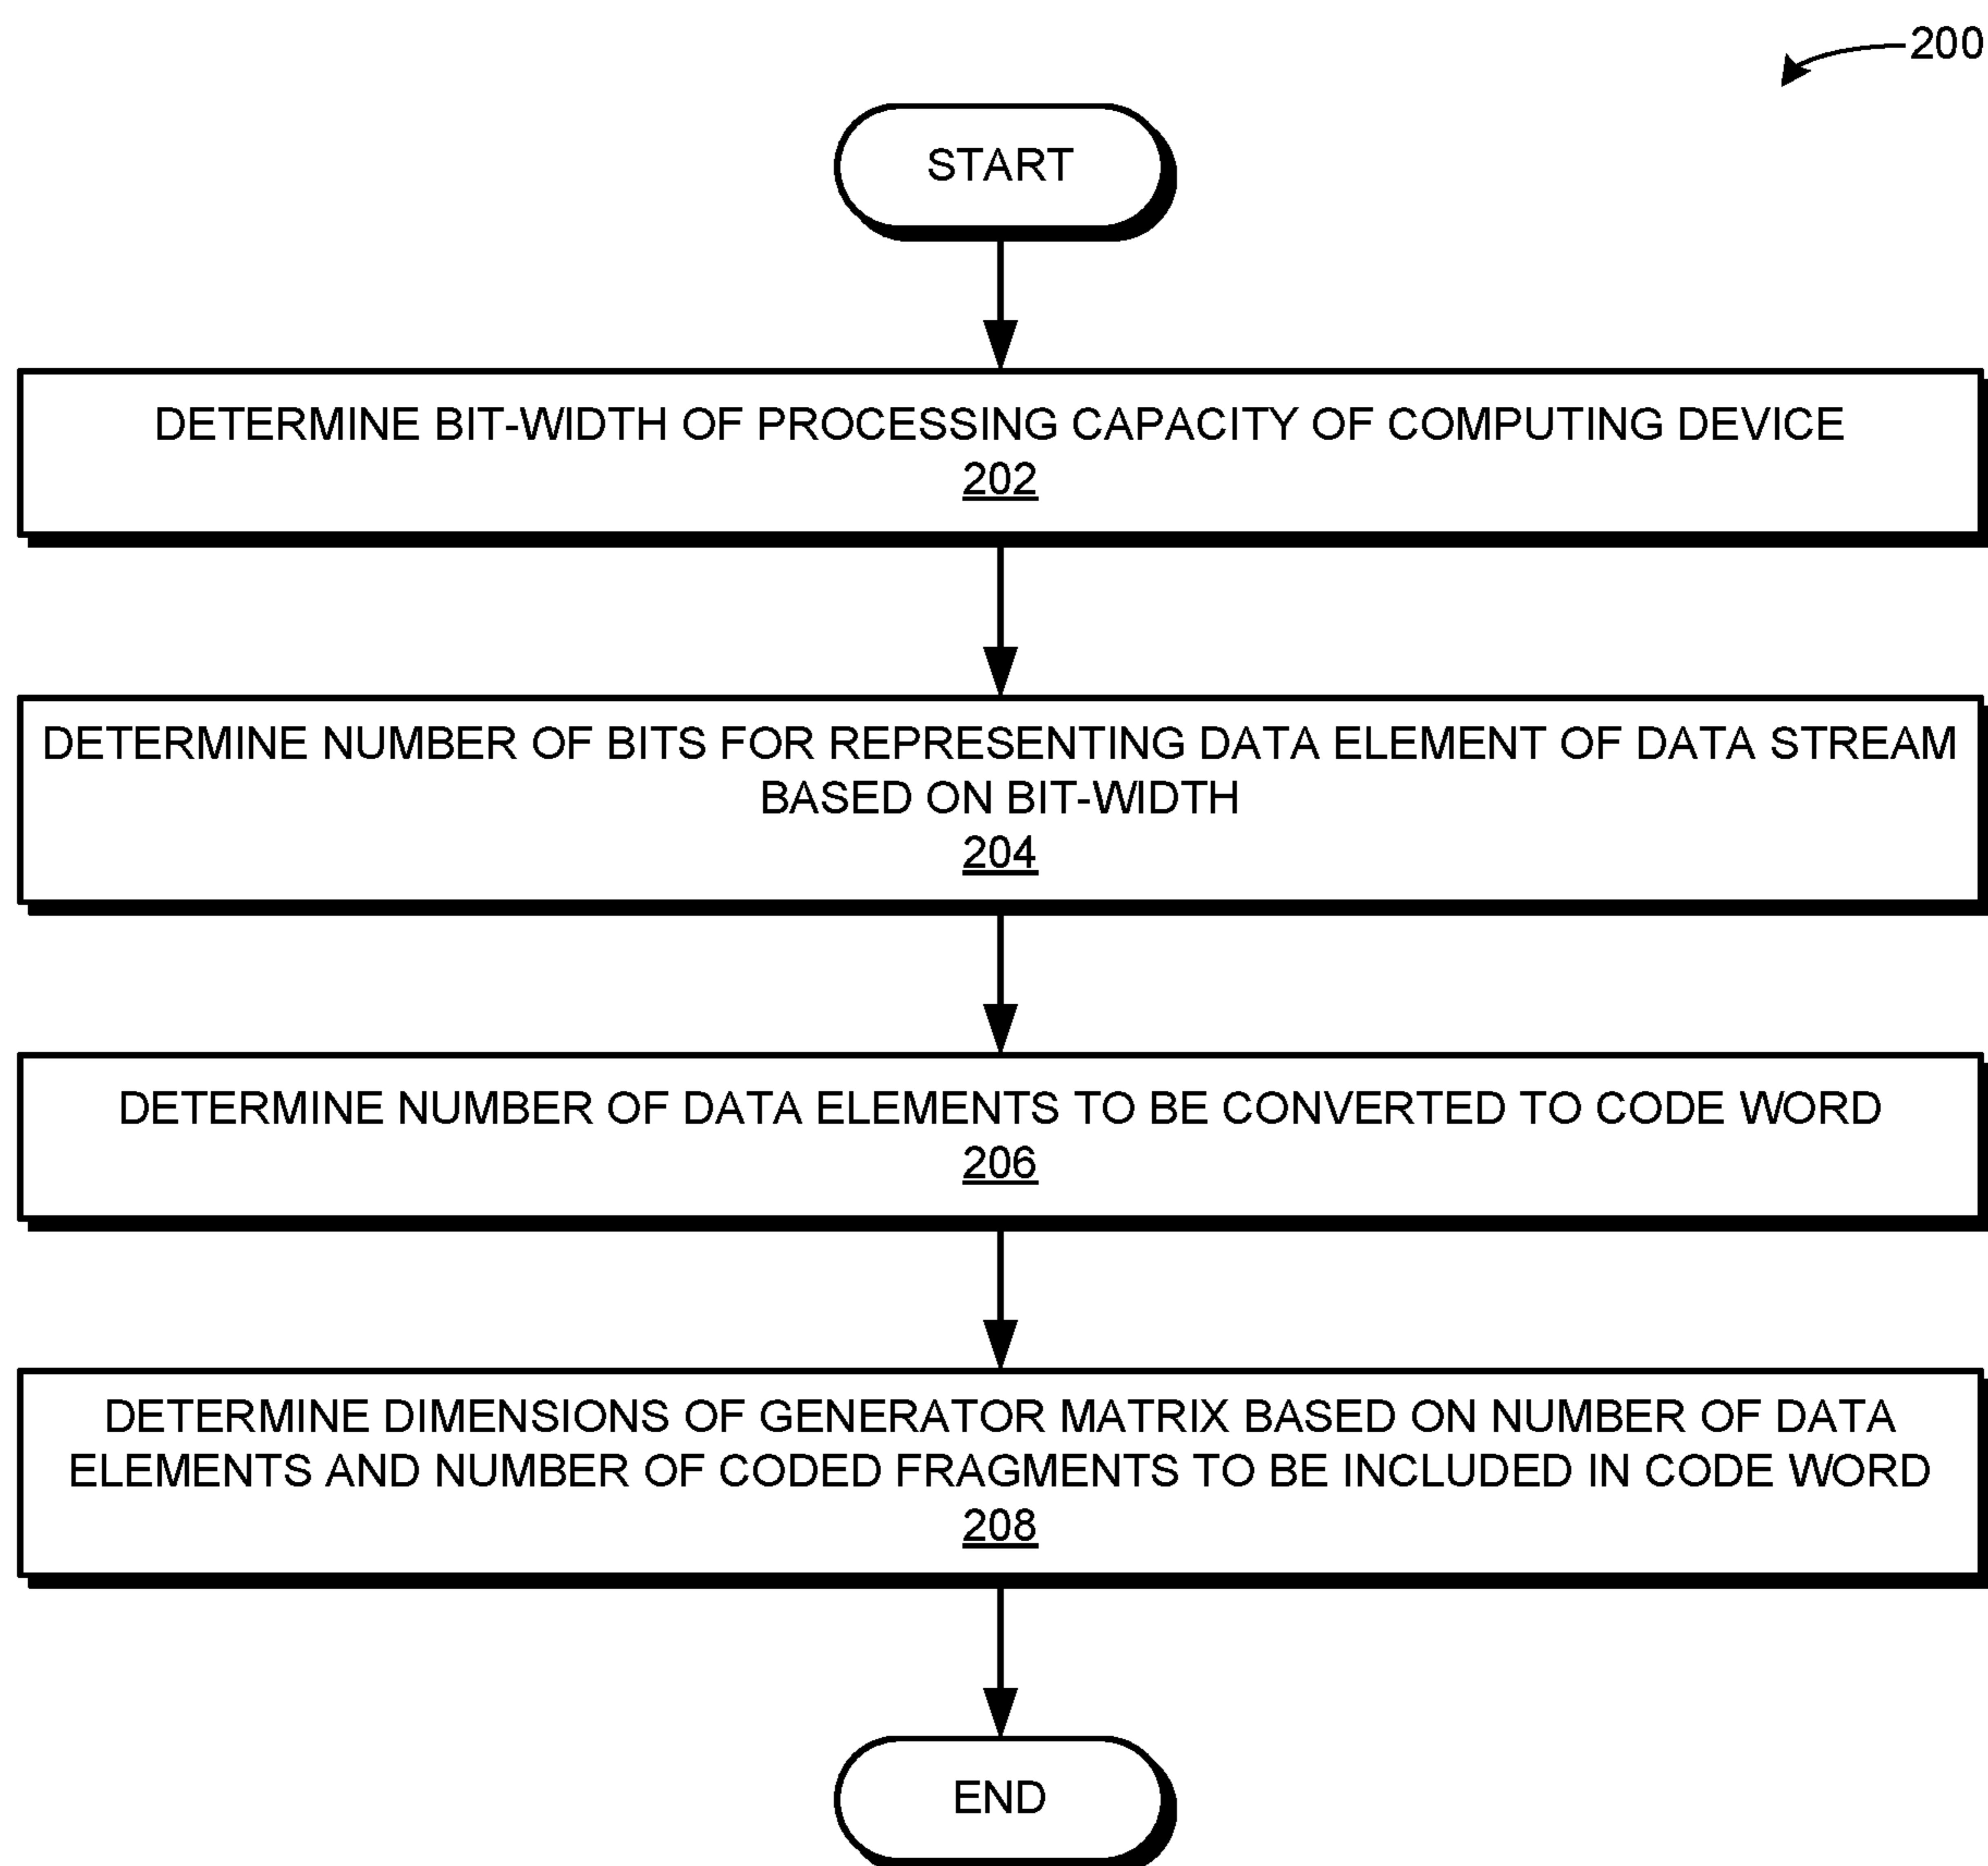 200
START
DETERMINE BIT-WIDTH OF PROCESSING CAPACITY OF COMPUTING DEVICE
202
DETERMINE NUMBER OF BITS FOR REPRESENTING DATA ELEMENT OF DATA STREAM
BASED ON BIT-WIDTH
204
DETERMINE NUMBER OF DATA ELEMENTS TO BE CONVERTED TO CODE WORD
206
DETERMINE DIMENSIONS OF GENERATOR MATRIX BASED ON NUMBER OF DATA
ELEMENTS AND NUMBER OF CODED FRAGMENTS TO BE INCLUDED IN CODE WORD
208
END